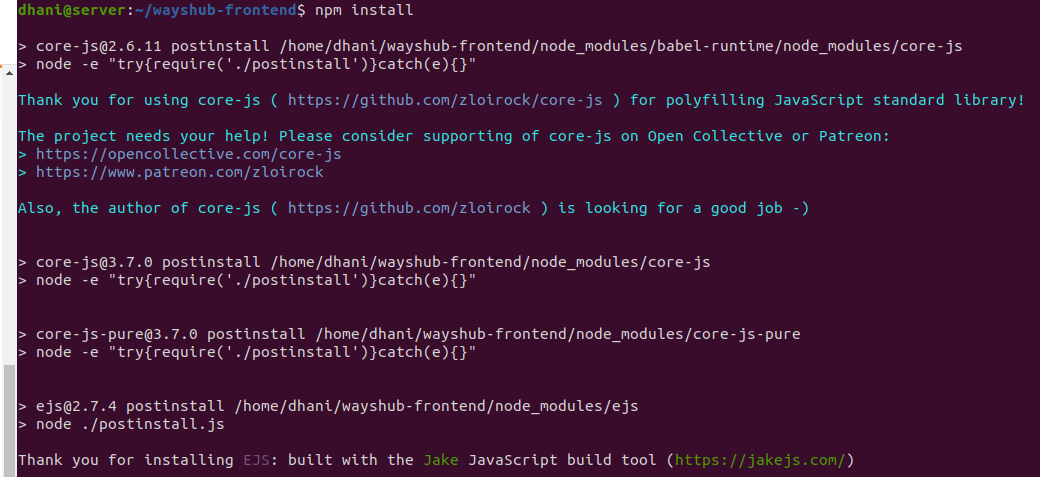 dhani@server:~/wayshub-frontend$ npm install
> core-js@2.6.11 postinstall /home/dhani/wayshub-frontend/node_modules/babel-runtime/node_modules/core-js
> node -e "try{require('./postinstall')}catch(e){}"
Thank you for using core-js ( https://github.com/zloirock/core-js ) for polyfilling JavaScript standard library!
The project needs your help! Please consider supporting of core-js on Open Collective or Patreon:
> https://opencollective.com/core-js
> https://www.patreon.com/zloirock
Also, the author of core-js ( https://github.com/zloirock ) is looking for a good job -)
> core-js@3.7.0 postinstall /home/dhani/wayshub-frontend/node_modules/core-js
> node -e "try{require('./postinstall')}catch(e){}"
> core-js-pure@3.7.0 postinstall /home/dhani/wayshub-frontend/node_modules/core-js-pure
> node -e "try{require('./postinstall')}catch(e){}"
> ejs@2.7.4 postinstall /home/dhani/wayshub-frontend/node_modules/ejs
> node ./postinstall.js
Thank you for installing EJS: built with the Jake JavaScript build tool (https://jakejs.com/)